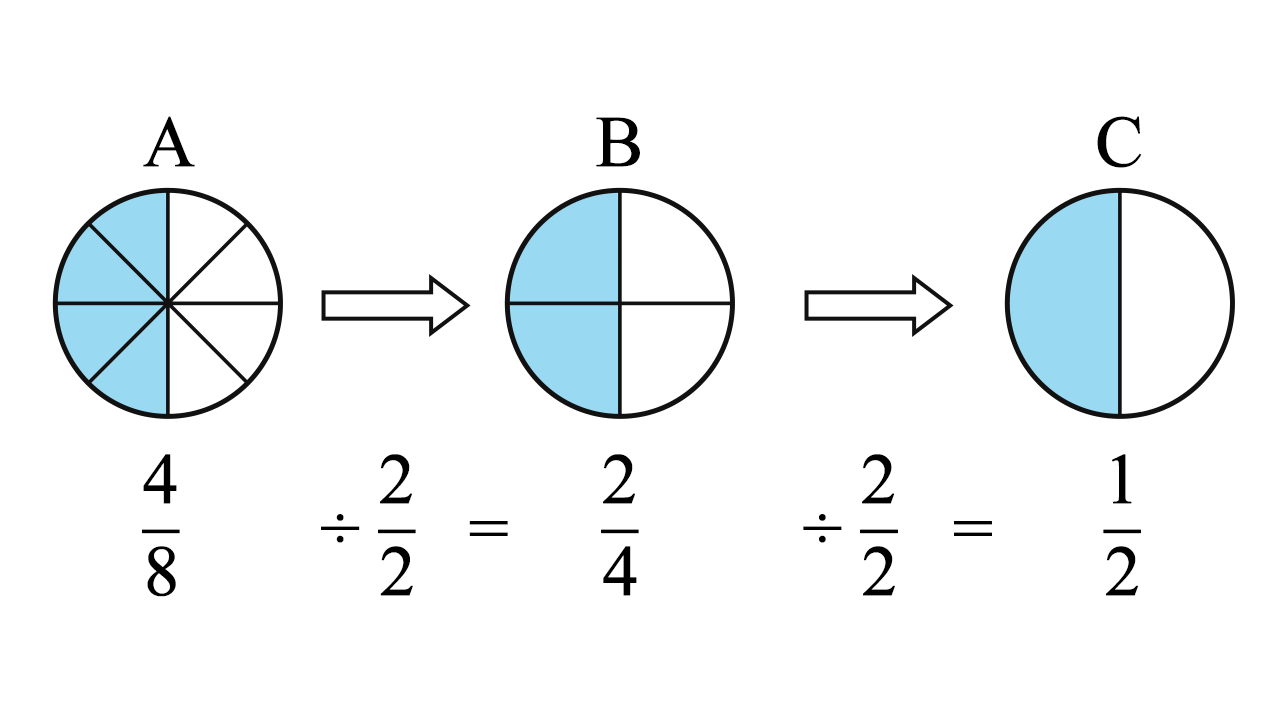 A B C
4/8 ÷ 2/2 = 2/4 ÷ 2/2 = 1/2